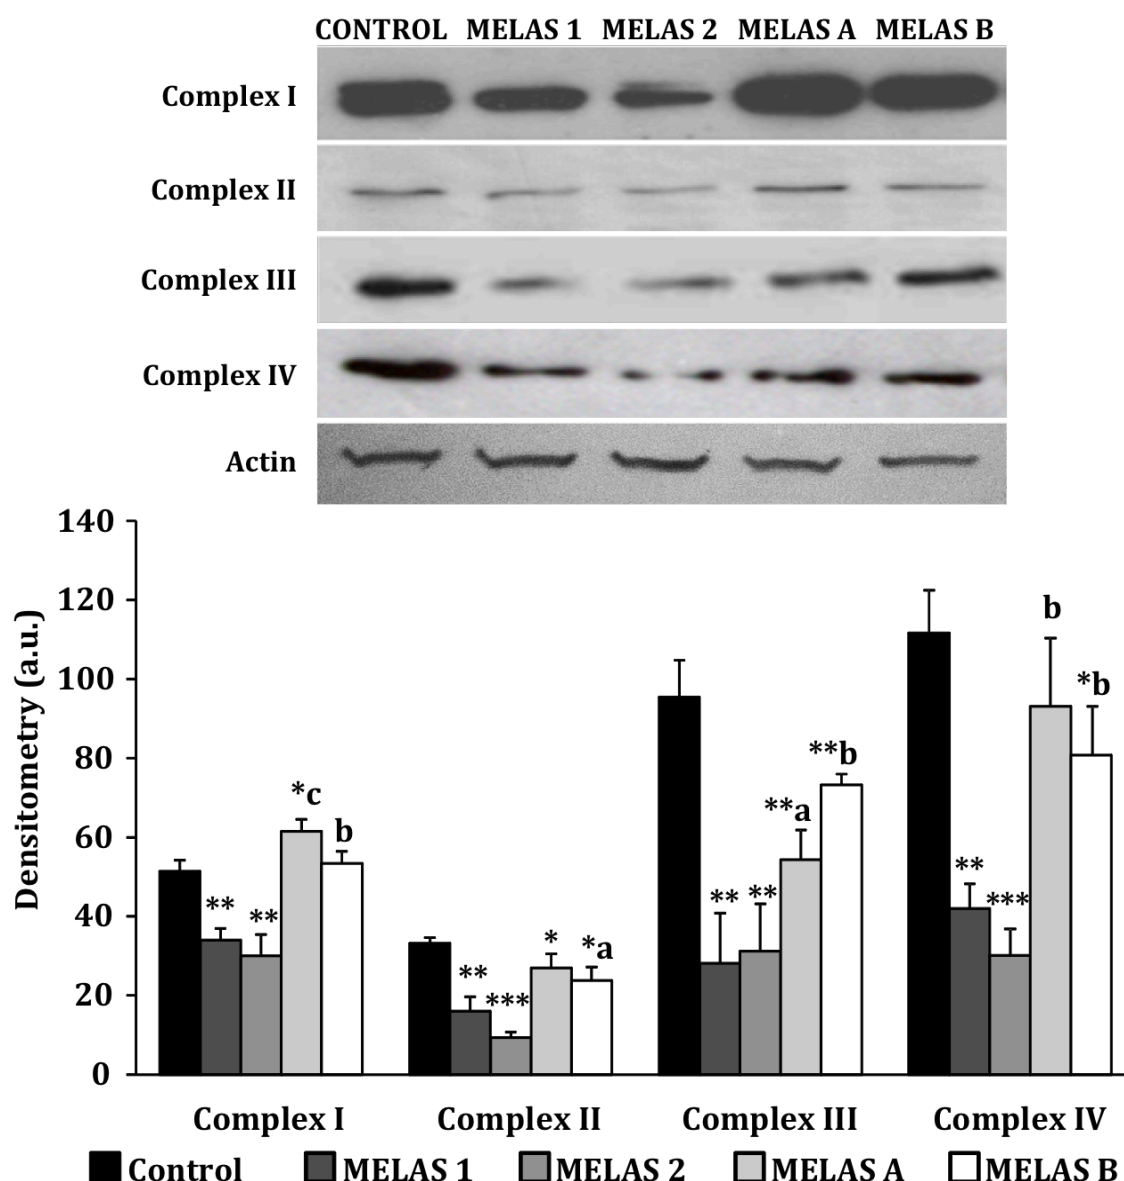 CONTROL MELAS 1 MELAS 2 MELAS A MELAS B
Complex I
Complex II
Complex III
Complex IV
Actin
Densitometry (a.u.)
140
120
100
80
60
40
20
0
** ** *c b
** *** * *a
** ** **a **b
** *** b *b
Complex I Complex II Complex III Complex IV
Control MELAS 1 MELAS 2 MELAS A MELAS B